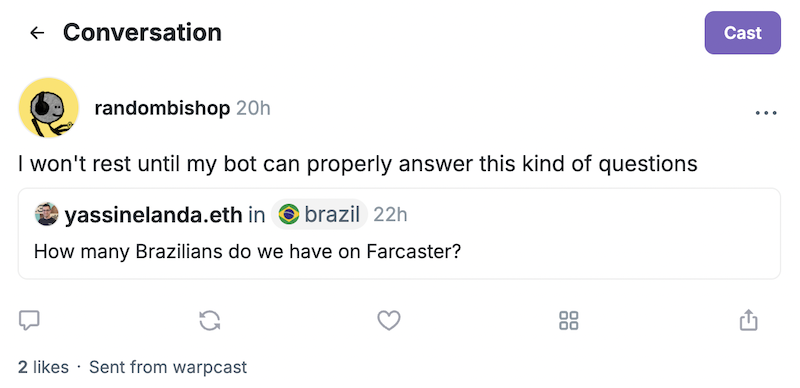 Conversation
Cast
randombishop 20h
I won't rest until my bot can properly answer this kind of questions
yassinelanda.eth in brazil 22h
How many Brazilians do we have on Farcaster?
2 likes · Sent from warpcast